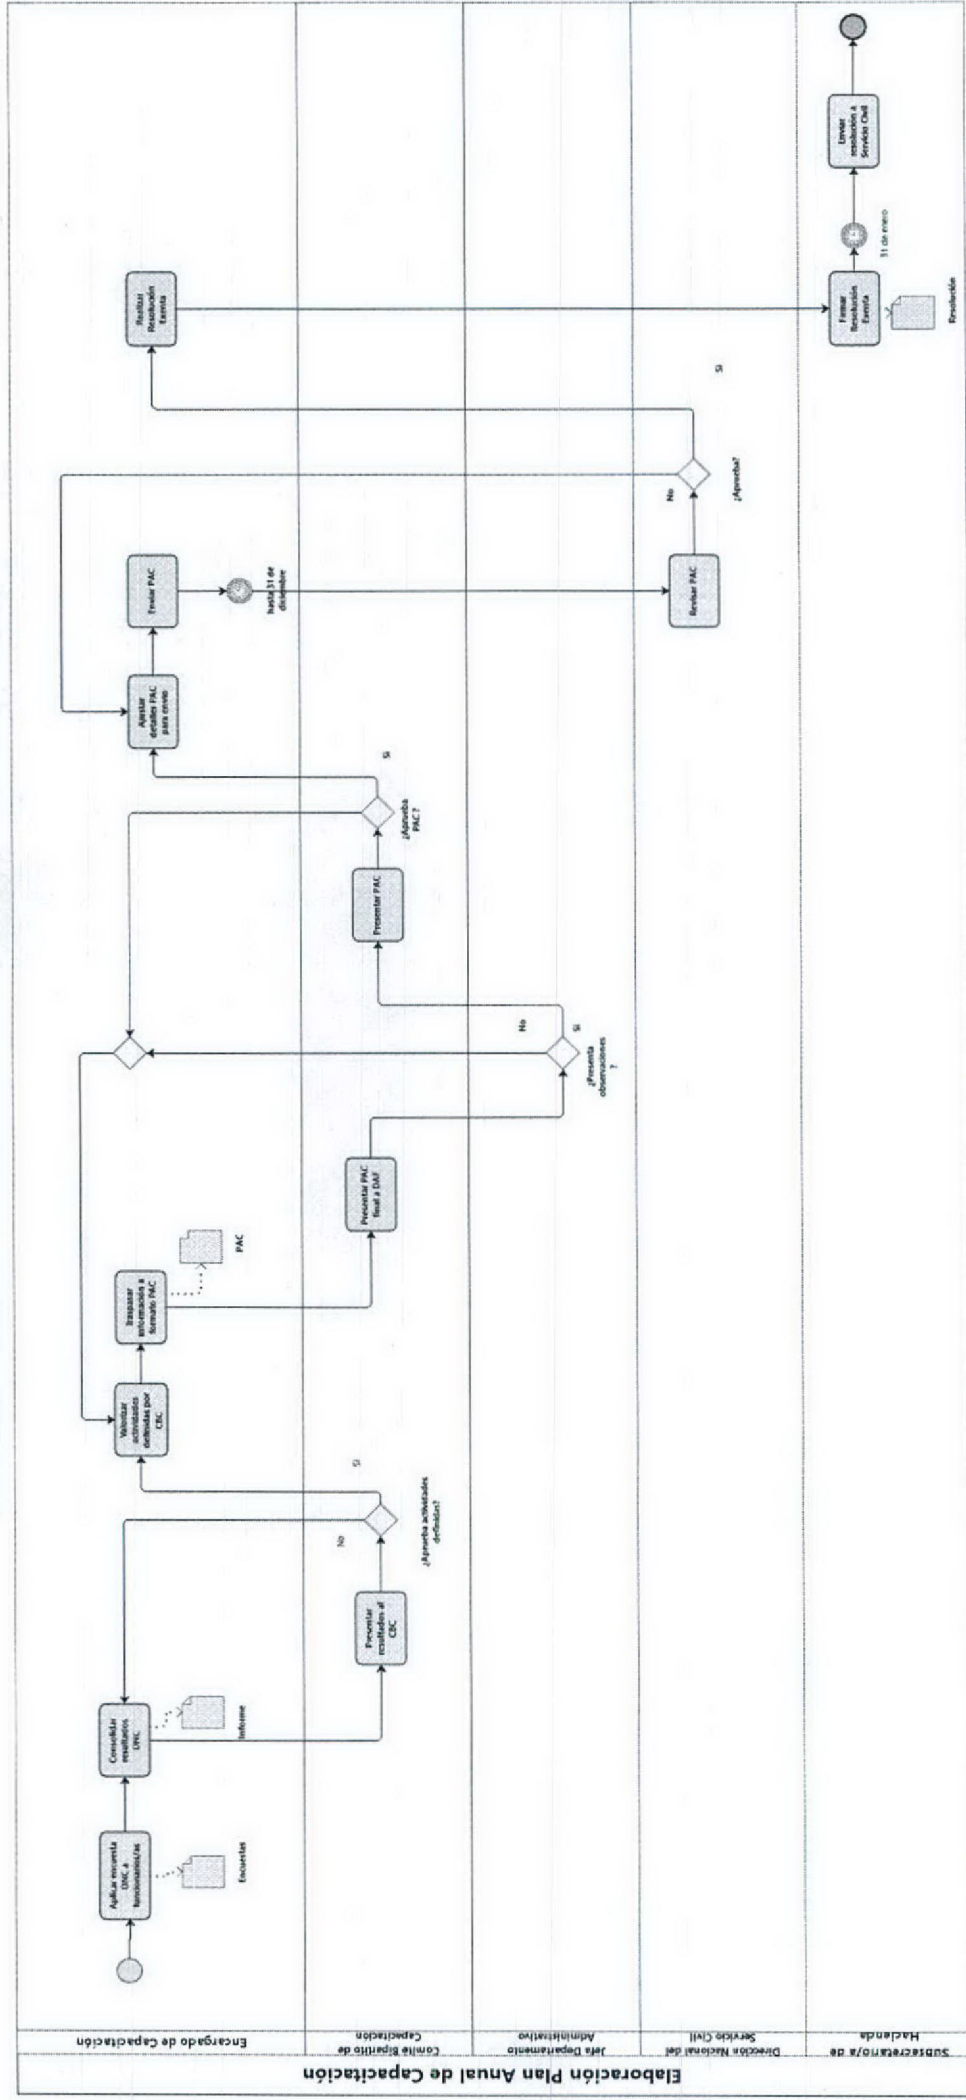 Elaboración Plan Anual de Capacitación
Encargado de Capacitación
Comité Bipartito de
Capacitación
Jefa Departamento
Administrativo
Dirección Nacional del
Servicio Civil
Subsecretario/a de
Hacienda
Aplicar encuesta
DNC a
funcionarios/as
Encuestas
Consolidar
resultados
DNC
Informe
Presentar
resultados al
CBC
¿Aprueba actividades
definidas?
No
Si
Valorizar
actividades
definidas por
CBC
Traspasar
información a
formato PAC
PAC
Presentar PAC
final a DAF
¿Presenta
observaciones
?
Si
No
Presentar PAC
¿Aprueba
PAC?
Si
Ajustar
detalles PAC
para envio
Enviar PAC
hasta 31 de
diciembre
Revisar PAC
¿Aprueba?
No
Si
Realizar
Resolución
Exenta
Firmar
Resolución
Exenta
Resolución
31 de enero
Enviar
resolución a
Servicio Civil